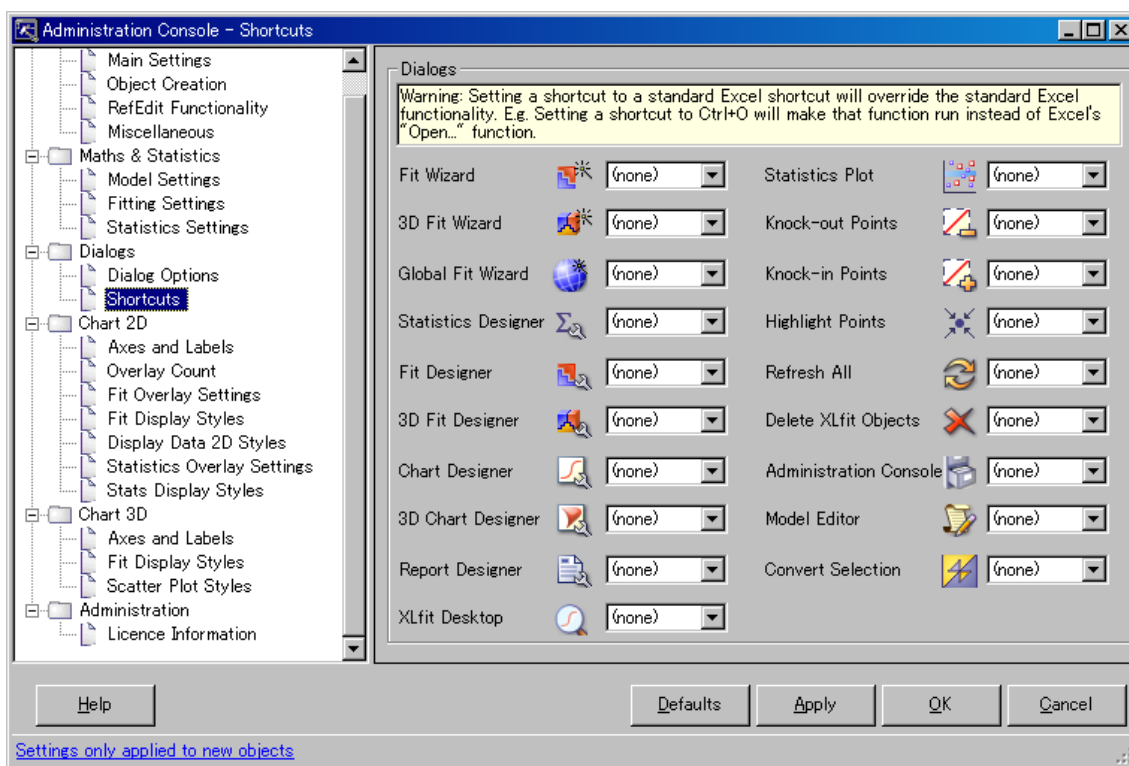 Administration Console - Shortcuts
Main Settings
Object Creation
RefEdit Functionality
Miscellaneous
Maths & Statistics
Model Settings
Fitting Settings
Statistics Settings
Dialogs
Dialog Options
Shortcuts
Chart 2D
Axes and Labels
Overlay Count
Fit Overlay Settings
Fit Display Styles
Display Data 2D Styles
Statistics Overlay Settings
Stats Display Styles
Chart 3D
Axes and Labels
Fit Display Styles
Scatter Plot Styles
Administration
Licence Information
Dialogs
Warning: Setting a shortcut to a standard Excel shortcut will override the standard Excel
functionality. E.g. Setting a shortcut to Ctrl+O will make that function run instead of Excel's
"Open..." function.
Fit Wizard (none)
3D Fit Wizard (none)
Global Fit Wizard (none)
Statistics Designer (none)
Fit Designer (none)
3D Fit Designer (none)
Chart Designer (none)
3D Chart Designer (none)
Report Designer (none)
XLfit Desktop (none)
Statistics Plot (none)
Knock-out Points (none)
Knock-in Points (none)
Highlight Points (none)
Refresh All (none)
Delete XLfit Objects (none)
Administration Console (none)
Model Editor (none)
Convert Selection (none)
Help
Defaults
Apply
OK
Cancel
Settings only applied to new objects